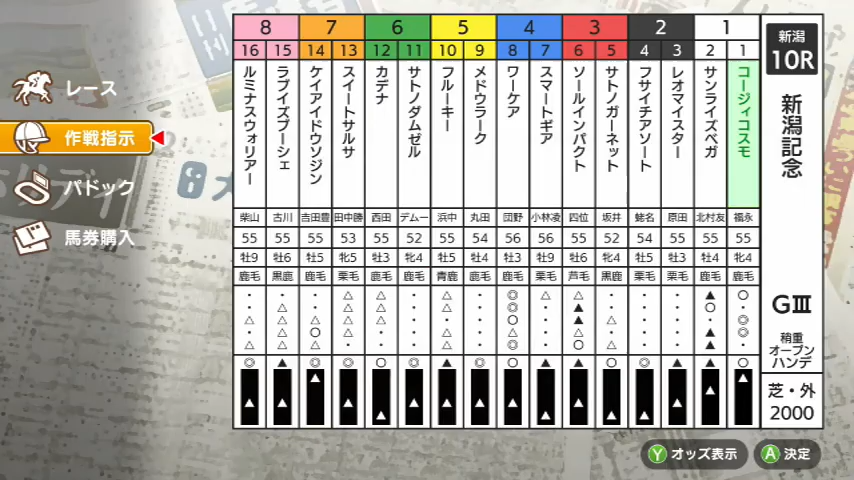 レース
作戦指示
パドック
馬券購入
8 7 6 5 4 3 2 1
16 15 14 13 12 11 10 9 8 7 6 5 4 3 2 1
ルミナスウォリアー
ラブイズブーシェ
ケイアイドウソジン
スイートサルサ
カデナ
サトノダムゼル
フルーキー
メドウラーク
ワーケア
スマートギア
ソールインパクト
サトノガーネット
フサイチアソート
レオマイスター
サンライズベガ
コージィコスモ
柴山 古川 吉田豊 田中勝 西田 デムー 浜中 丸田 団野 小林凌 四位 坂井 蛯名 原田 北村友 福永
55 55 55 53 55 52 55 54 56 56 55 52 54 55 55 55
牡9 牡6 牡5 牝5 牡3 牝4 牡5 牡4 牡3 牡9 牡6 牝4 牡5 牡3 牡4 牝4
鹿毛 黒鹿 鹿毛 栗毛 鹿毛 鹿毛 青鹿 鹿毛 鹿毛 栗毛 芦毛 黒鹿 栗毛 栗毛 鹿毛 鹿毛
新潟
10R
新潟記念
GⅢ
稍重
オープン
ハンデ
芝・外
2000
Y オッズ表示
A 決定